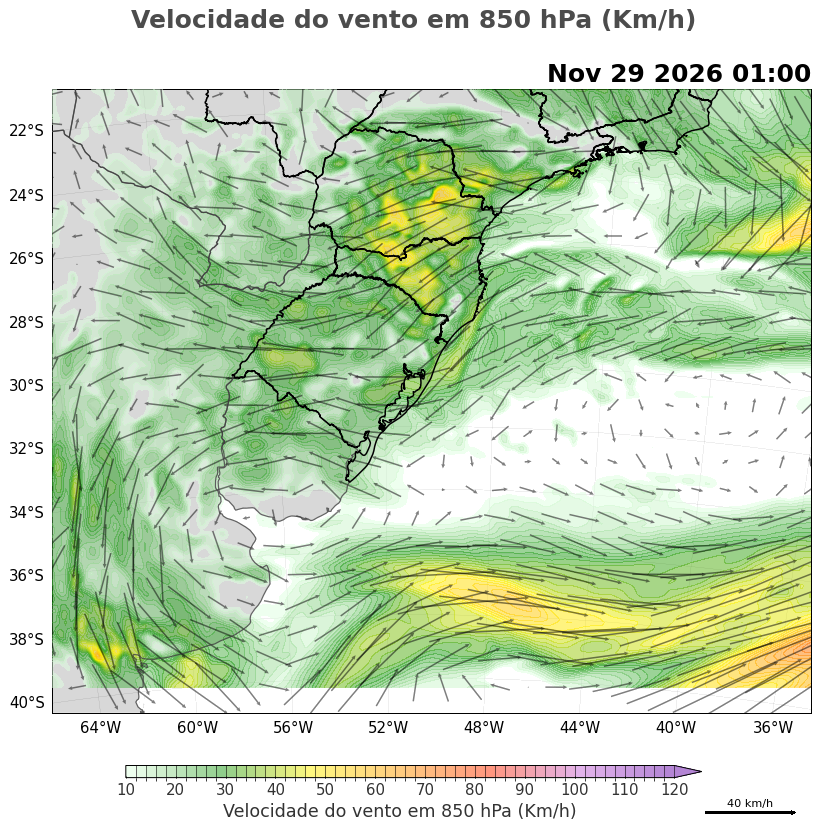 Velocidade do vento em 850 hPa (Km/h)
Nov 29 2026 01:00
22°S
24°S
26°S
28°S
30°S
32°S
34°S
36°S
38°S
40°S
64°W 60°W 56°W 52°W 48°W 44°W 40°W 36°W
10 20 30 40 50 60 70 80 90 100 110 120
Velocidade do vento em 850 hPa (Km/h)
40 km/h